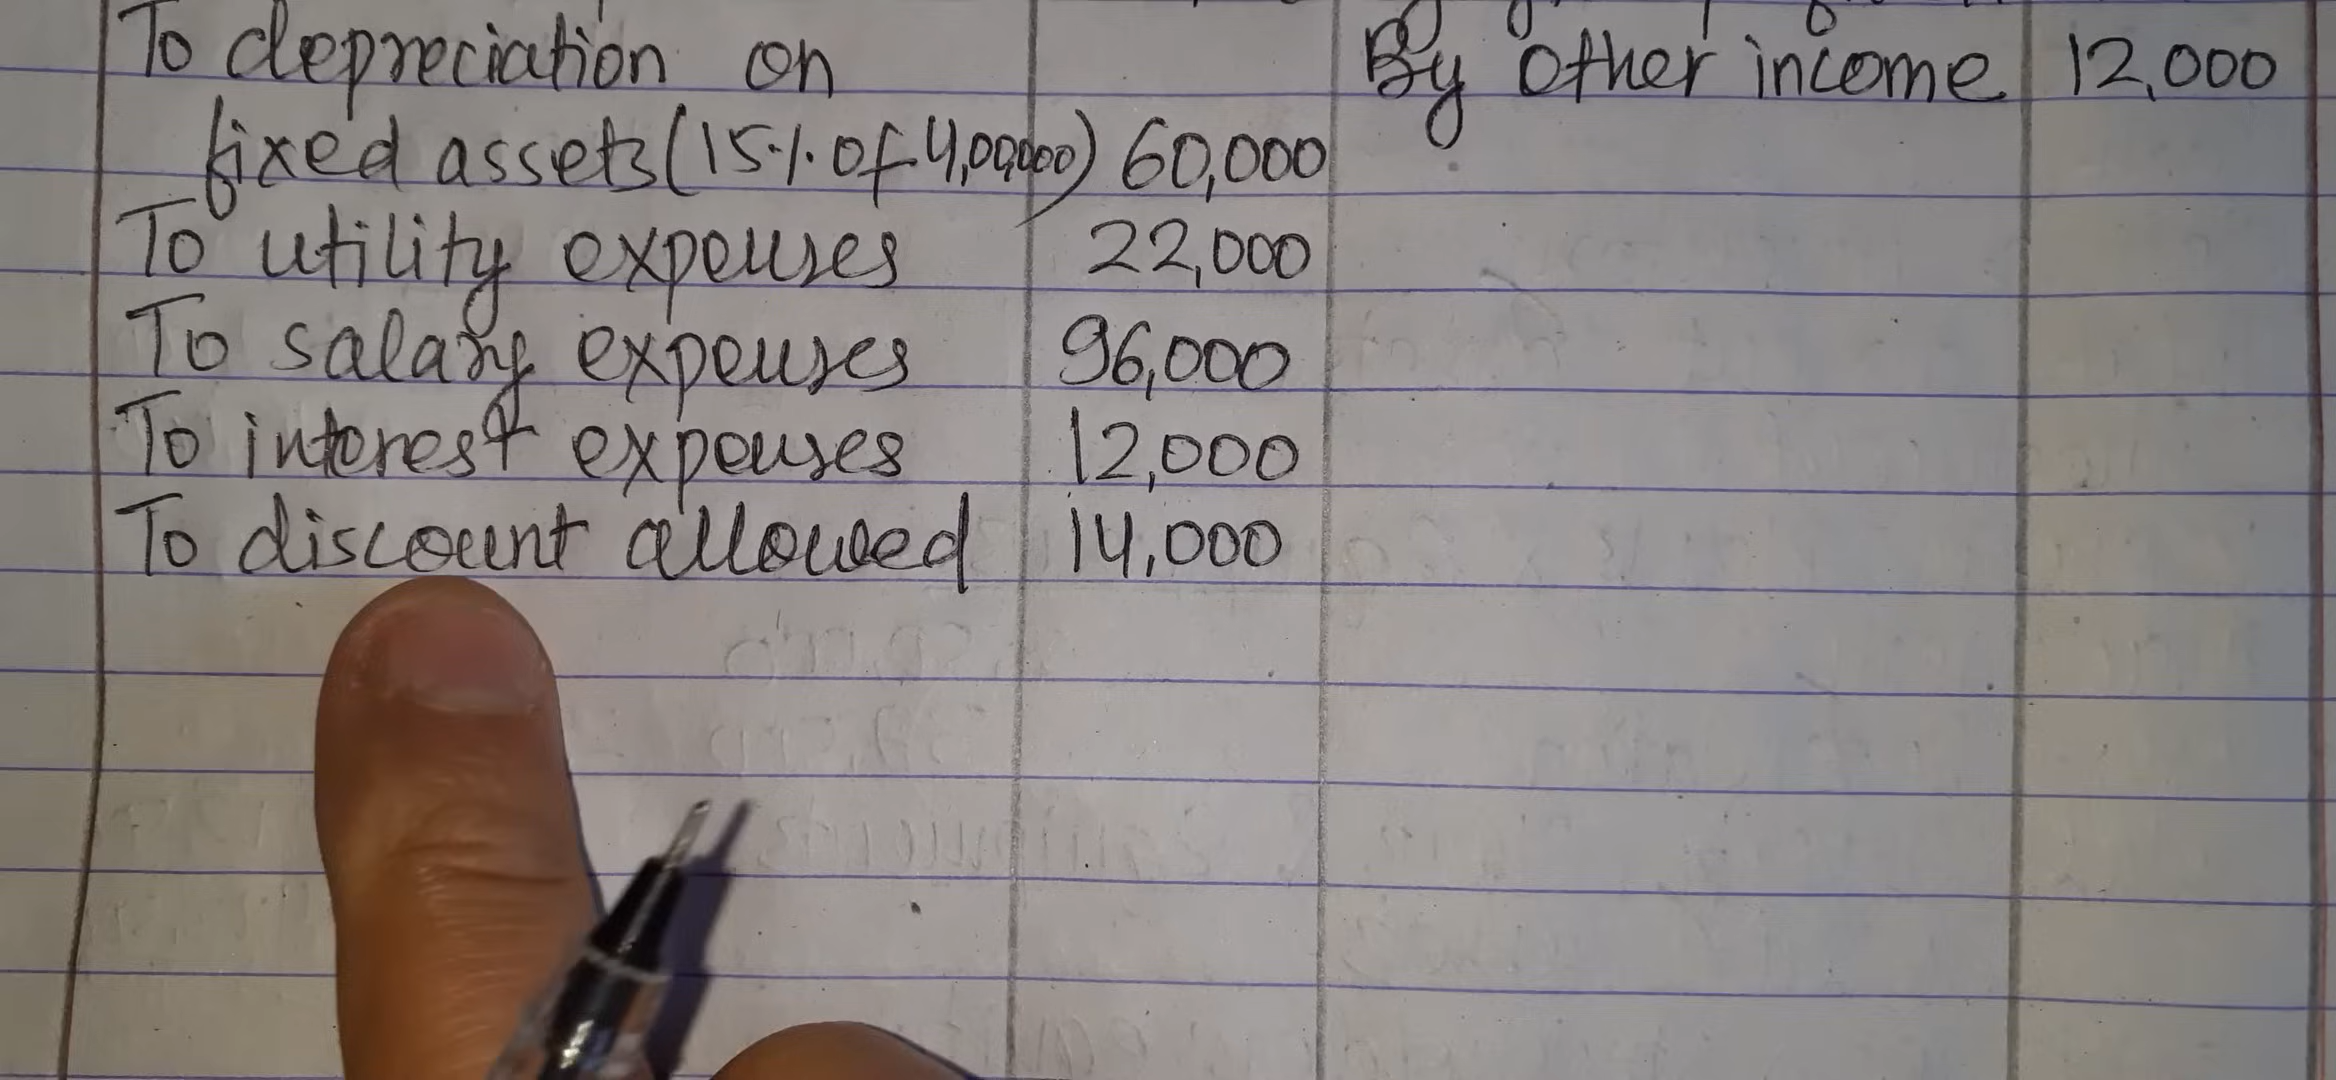 To depreciation on By other income 12,000
fixed assets (15% of 4,00,000) 60,000
To utility expenses 22,000
To salary expenses 96,000
To interest expenses 12,000
To discount allowed 14,000